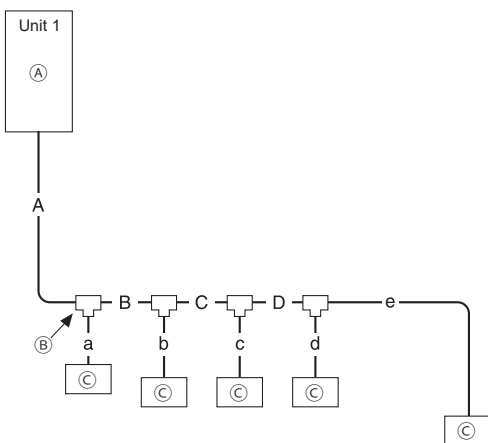 Unit 1
Ⓐ
A
B C D e
Ⓑ a b c d
Ⓒ Ⓒ Ⓒ Ⓒ
Ⓒ